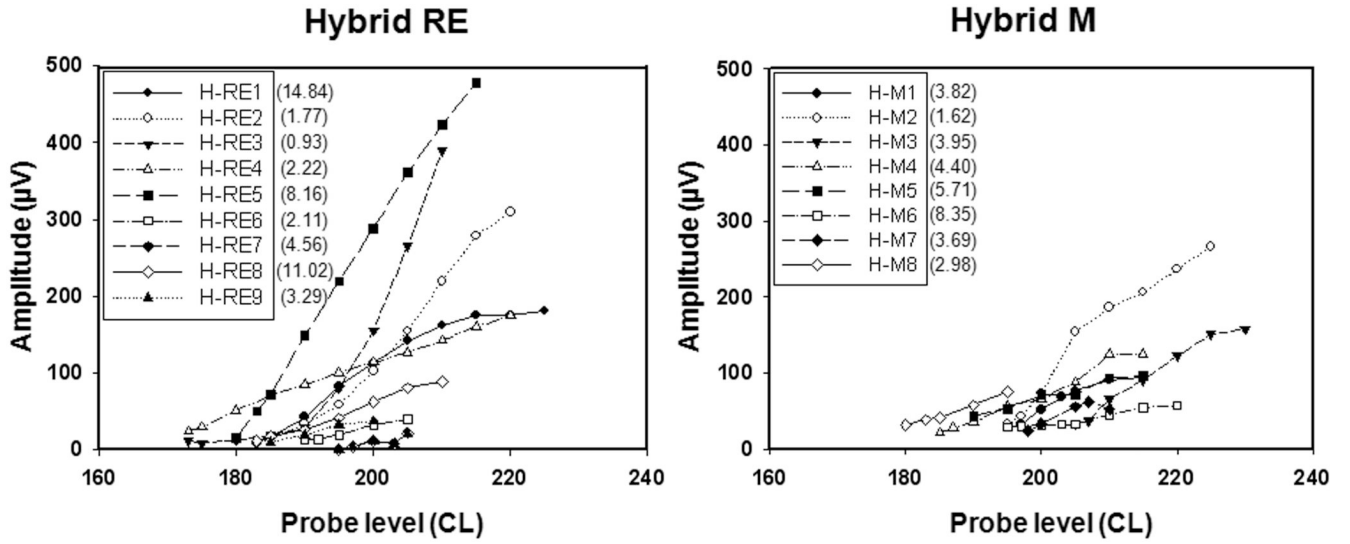 Hybrid RE
500
400
300
200
100
0
160
180
200
220
240
Amplitude (µV)
Probe level (CL)
H-RE1 (14.84)
H-RE2 (1.77)
H-RE3 (0.93)
H-RE4 (2.22)
H-RE5 (8.16)
H-RE6 (2.11)
H-RE7 (4.56)
H-RE8 (11.02)
H-RE9 (3.29)
Hybrid M
500
400
300
200
100
0
160
180
200
220
240
Amplitude (µV)
Probe level (CL)
H-M1 (3.82)
H-M2 (1.62)
H-M3 (3.95)
H-M4 (4.40)
H-M5 (5.71)
H-M6 (8.35)
H-M7 (3.69)
H-M8 (2.98)